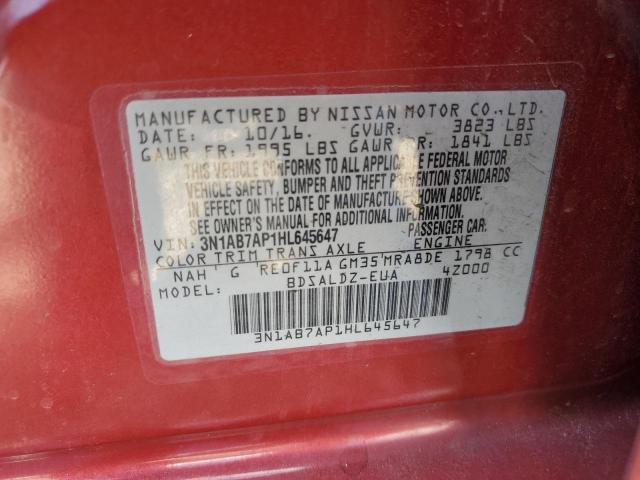 MANUFACTURED BY NISSAN MOTOR CO.,LTD.
DATE: 10/16. GVWR: 3823 LBS
GAWR FR: 1995 LBS GAWR RR: 1841 LBS
THIS VEHICLE CONFORMS TO ALL APPLICABLE FEDERAL MOTOR
VEHICLE SAFETY, BUMPER AND THEFT PREVENTION STANDARDS
IN EFFECT ON THE DATE OF MANUFACTURE SHOWN ABOVE.
SEE OWNER'S MANUAL FOR ADDITIONAL INFORMATION.
VIN: 3N1AB7AP1HL645647 PASSENGER CAR.
COLOR TRIM TRANS AXLE ENGINE
NAH G RE0F11A GM35 MRA8DE 1798 CC
MODEL: BDSALDZ-EUA 4Z000
3N1AB7AP1HL645647